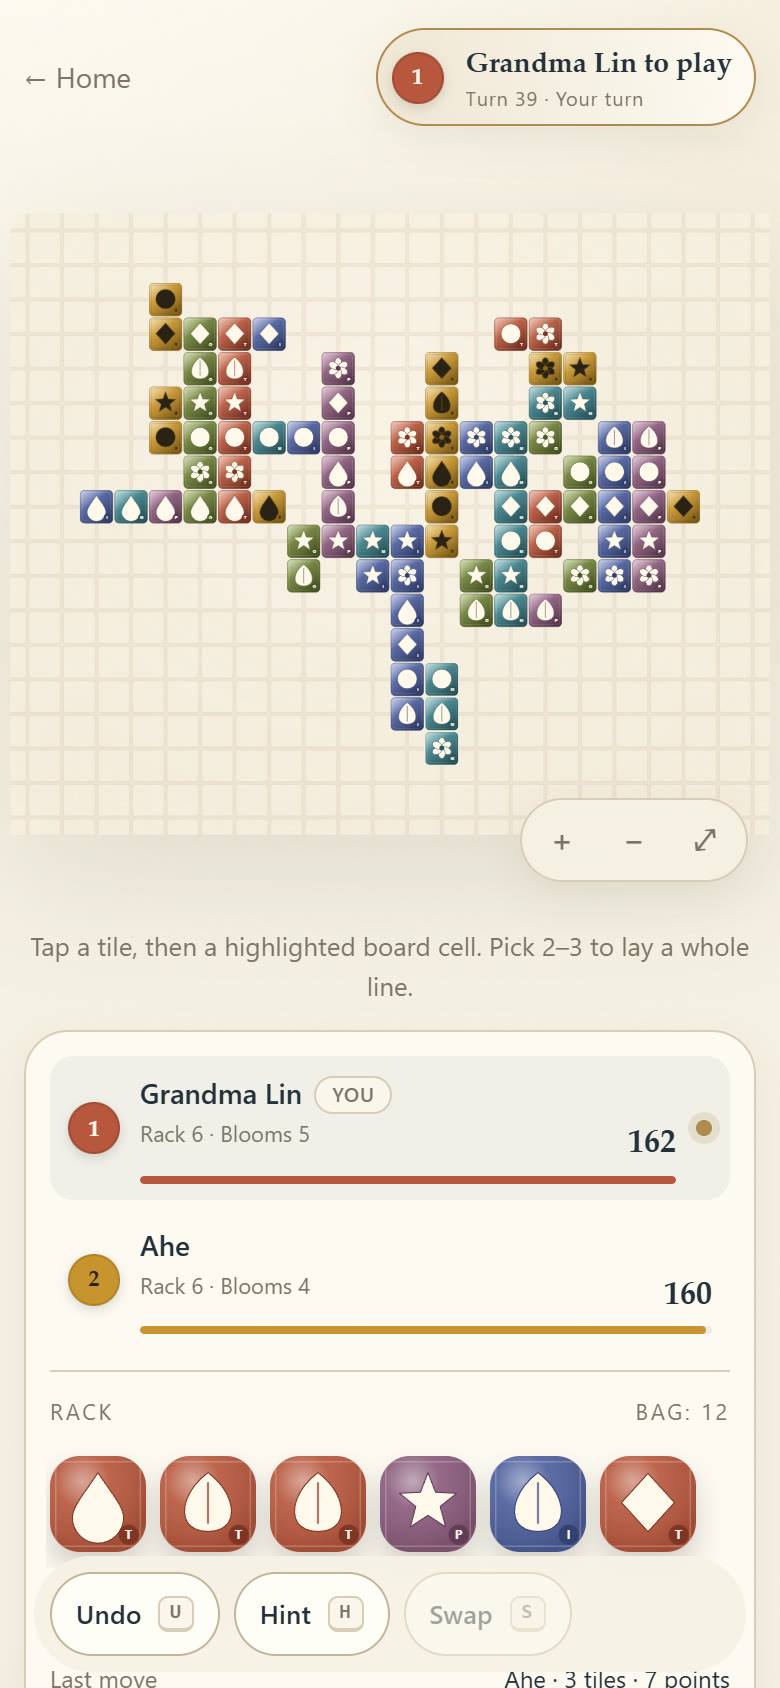 ← Home
1
Grandma Lin to play
Turn 39 · Your turn
+ −
Tap a tile, then a highlighted board cell. Pick 2–3 to lay a whole
line.
1
Grandma Lin YOU
Rack 6 · Blooms 5
162
2
Ahe
Rack 6 · Blooms 4
160
RACK BAG: 12
T T T P I T
Undo U Hint H Swap S
Last move Ahe · 3 tiles · 7 points